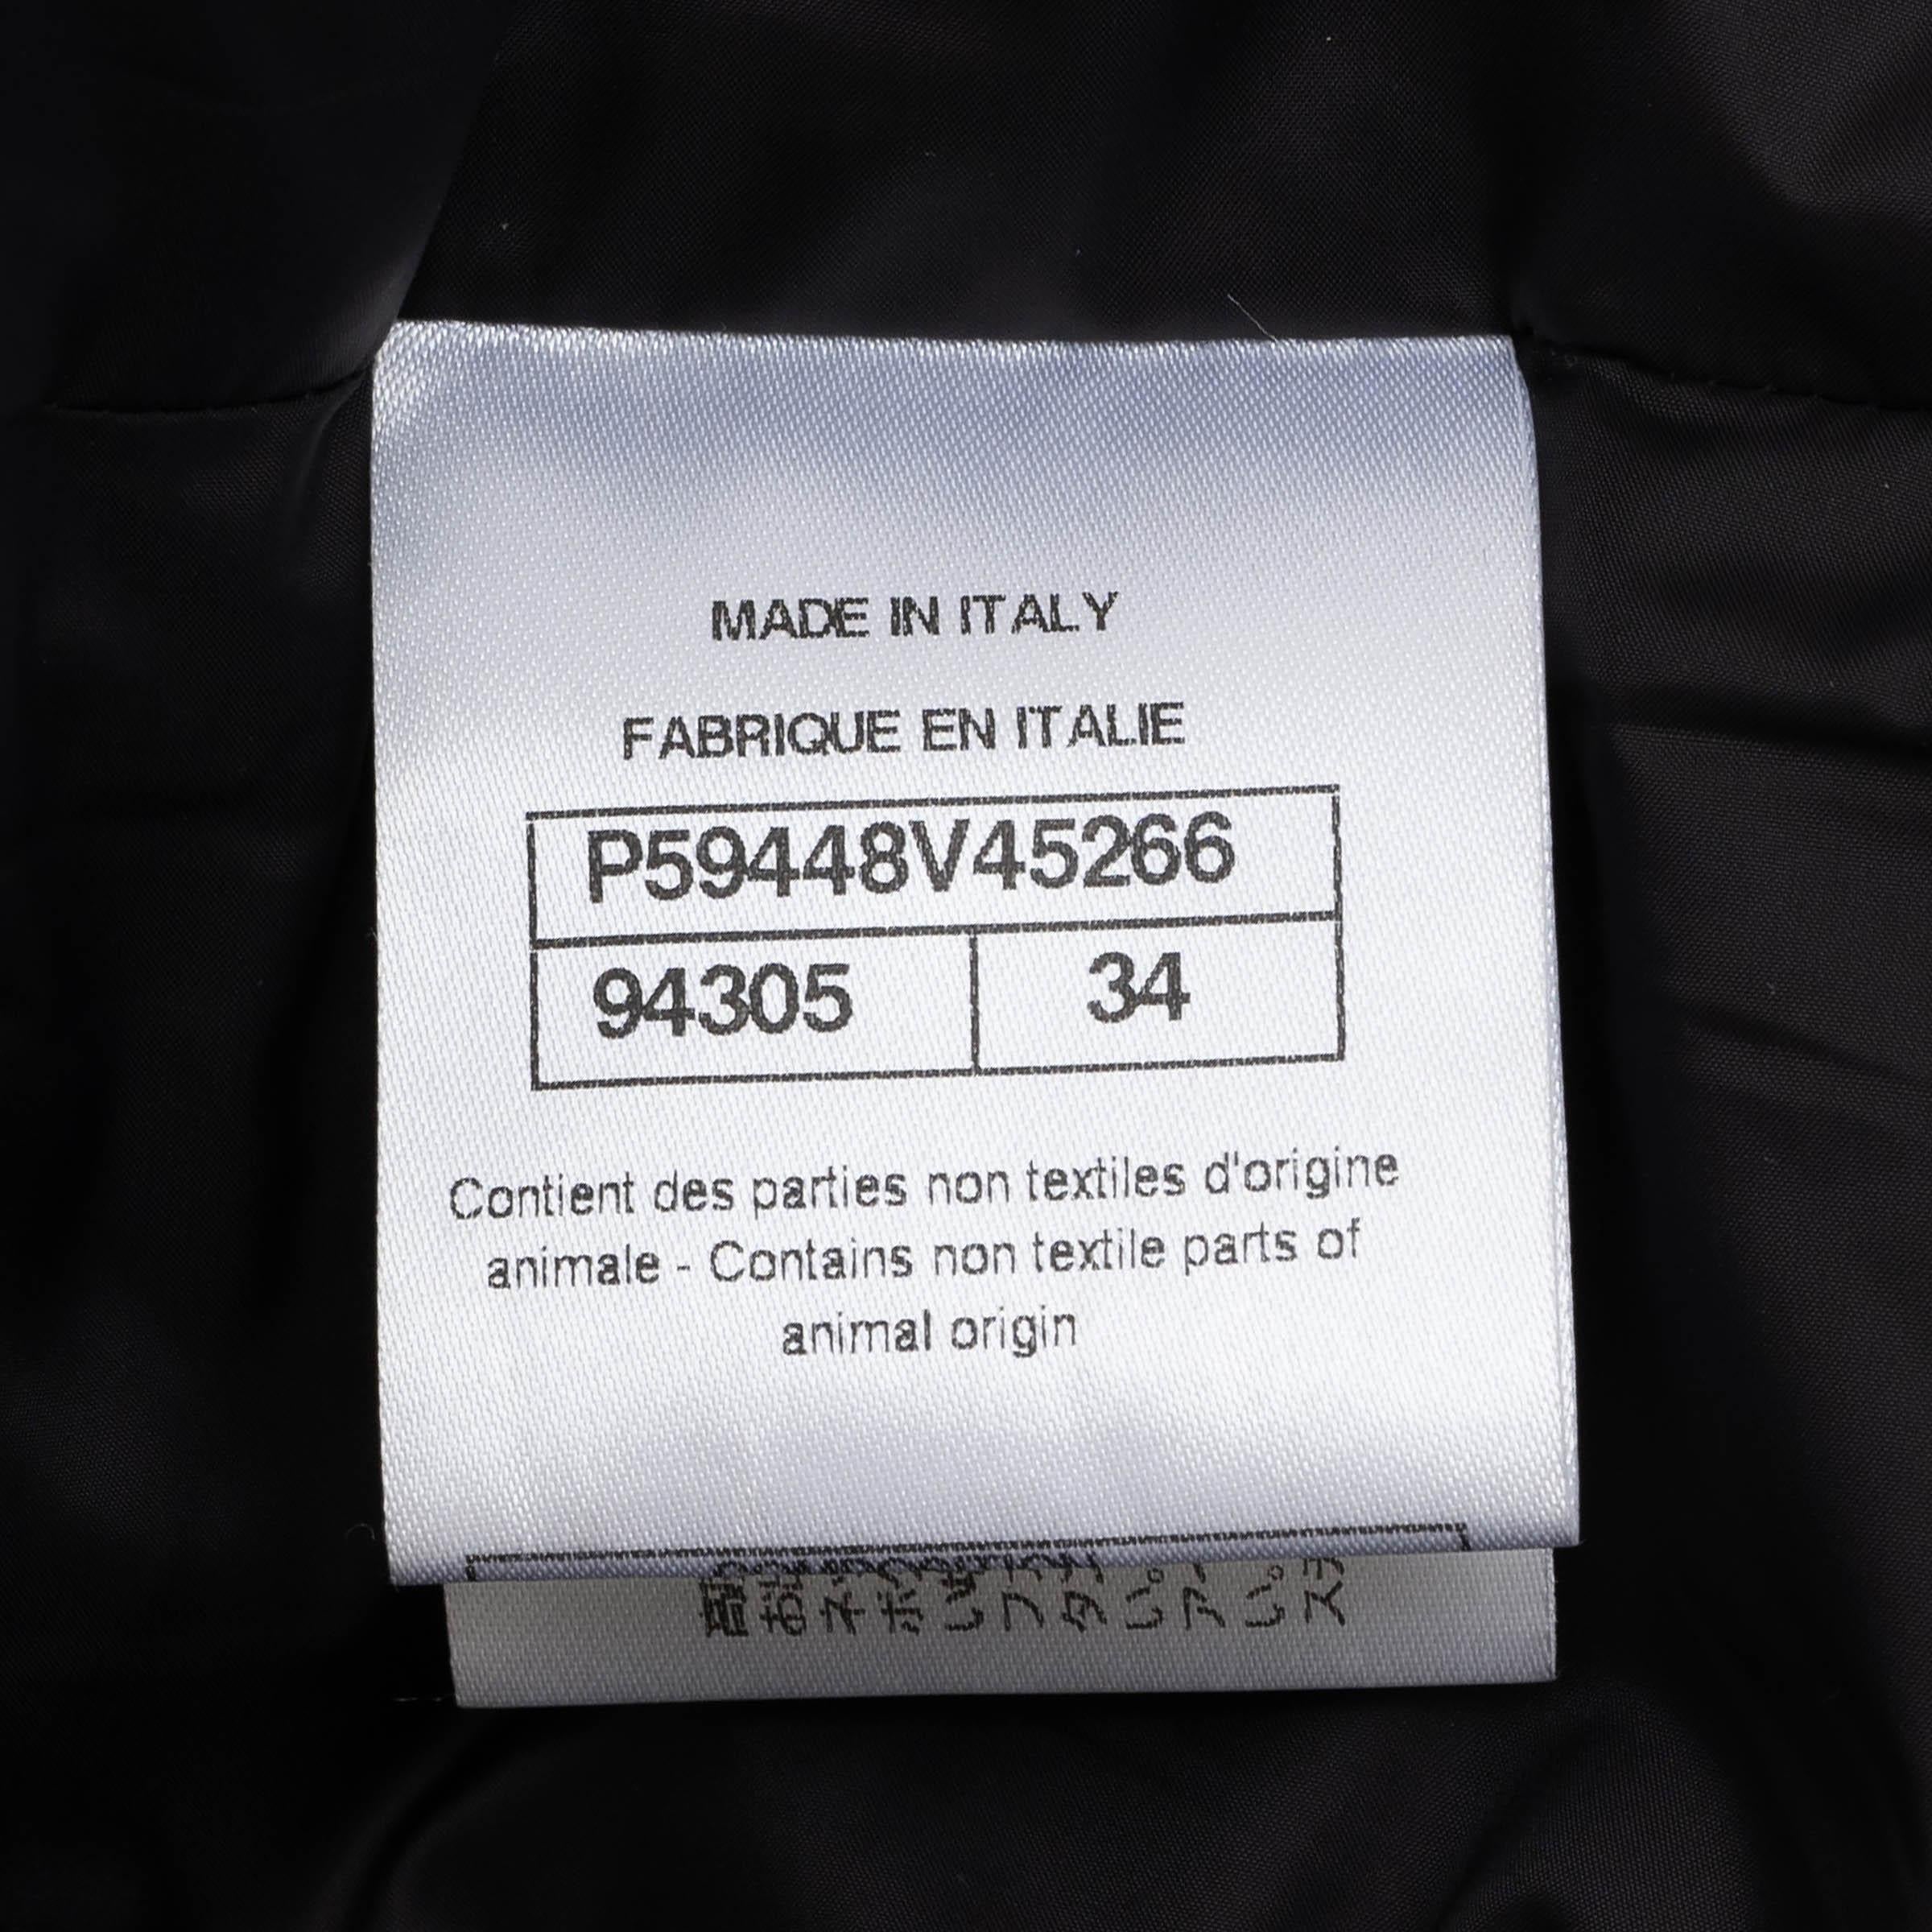 MADE IN ITALY
FABRIQUE EN ITALIE
P59448V45266
94305 34
Contient des parties non textiles d'origine
animale - Contains non textile parts of
animal origin